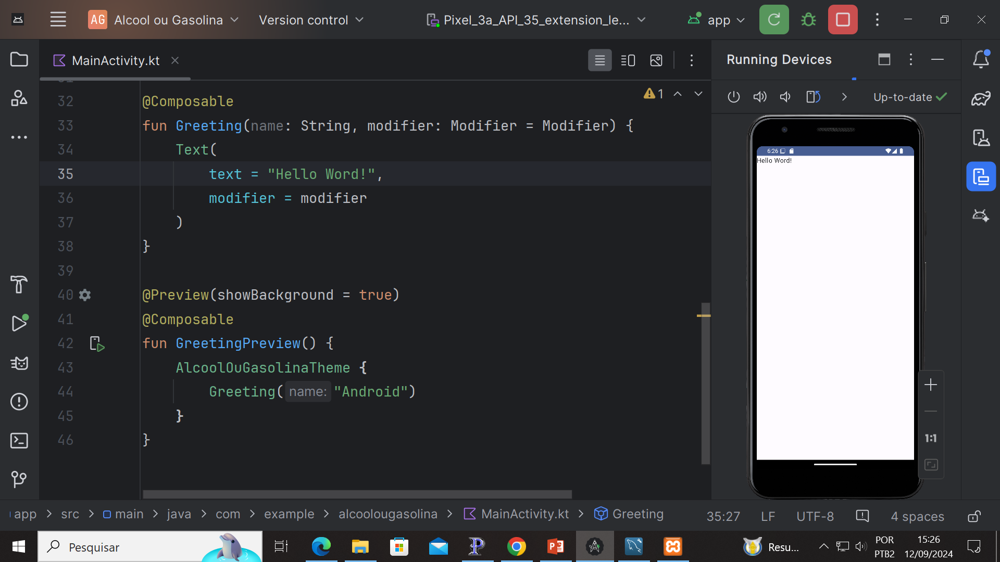 AG Alcool ou Gasolina Version control Pixel_3a_API_35_extension_le... app
MainActivity.kt
Running Devices
1
Up-to-date
32 @Composable
33 fun Greeting(name: String, modifier: Modifier = Modifier) {
34 Text(
35 text = "Hello Word!",
36 modifier = modifier
37 )
38 }
39
40 @Preview(showBackground = true)
41 @Composable
42 fun GreetingPreview() {
43 AlcoolOuGasolinaTheme {
44 Greeting( name: "Android")
45 }
46 }
6:26
Hello Word!
1:1
app > src > main > java > com > example > alcoolougasolina > MainActivity.kt > Greeting
35:27 LF UTF-8 4 spaces
Pesquisar
Resu...
POR
PTB2
15:26
12/09/2024